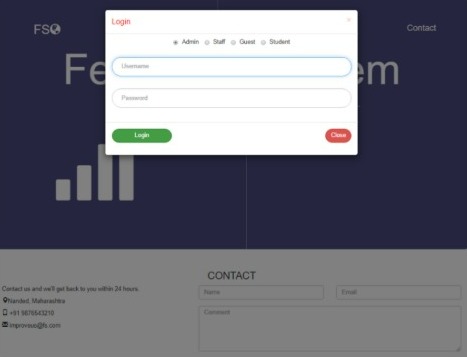 FS
Contact
Login
×
Admin Staff Guest Student
Username
Password
Login
Close
Fe
em
CONTACT
Contact us and we'll get back to you within 24 hours.
Nanded, Maharashtra
+91 9876543210
improvous@fs.com
Name
Email
Comment